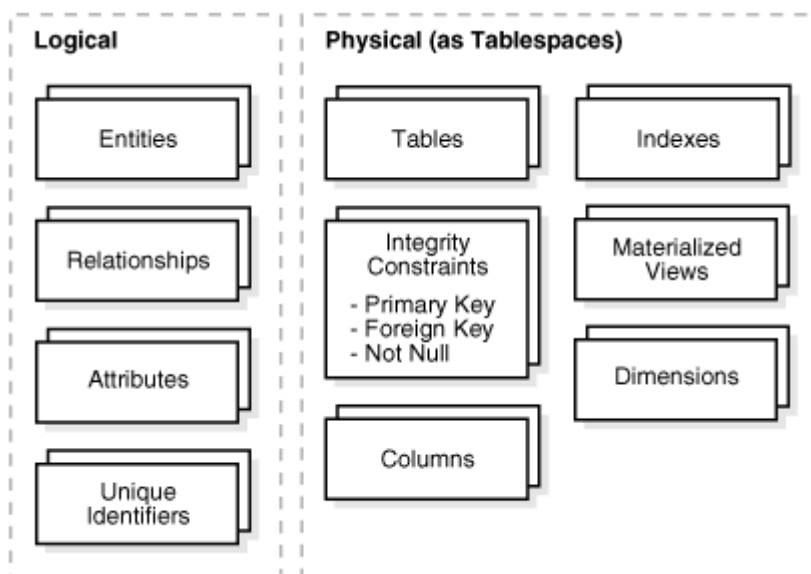 Logical
Entities
Relationships
Attributes
Unique
Identifiers
Physical (as Tablespaces)
Tables
Integrity
Constraints
- Primary Key
- Foreign Key
- Not Null
Columns
Indexes
Materialized
Views
Dimensions